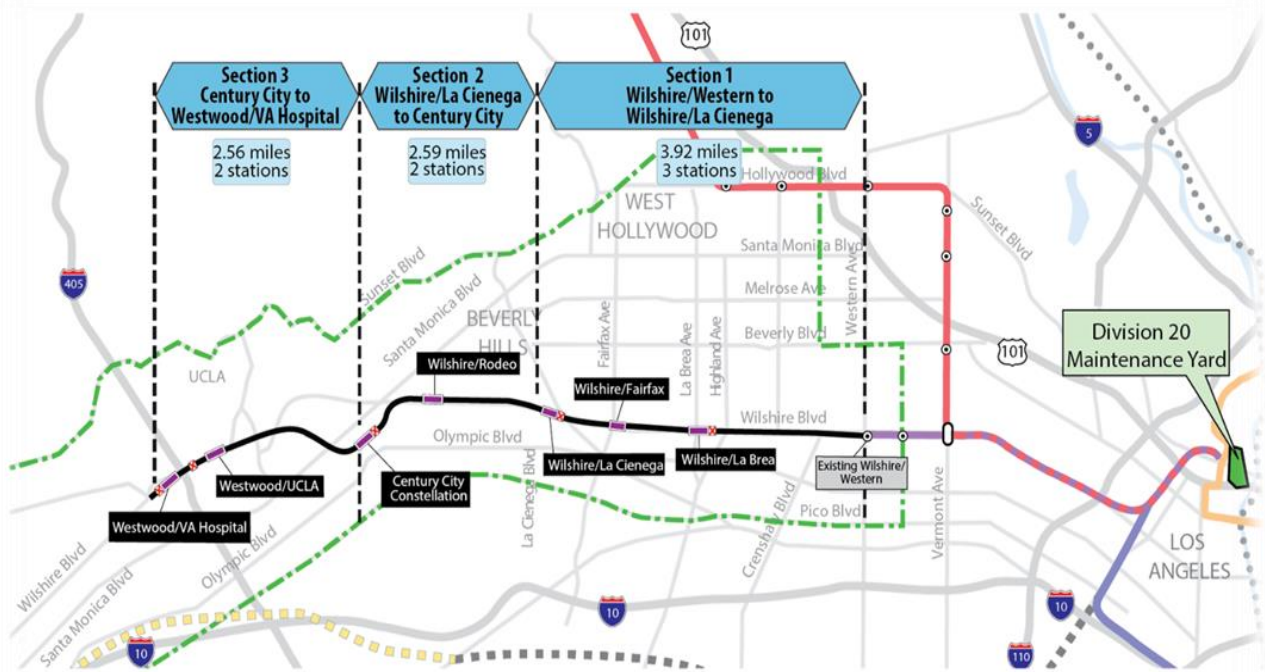 101
Section 3
Century City to
Westwood/VA Hospital
Section 2
Wilshire/La Cienega
to Century City
Section 1
Wilshire/Western to
Wilshire/La Cienega
2.56 miles
2 stations
2.59 miles
2 stations
3.92 miles
3 stations
5
Hollywood Blvd
WEST
HOLLYWOOD
Sunset Blvd
Santa Monica Blvd
Western Ave
Sunset Blvd
405
Melrose Ave
Santa Monica Blvd
BEVERLY
HILLS
Fairfax Ave
La Brea Ave
Highland Ave
Beverly Blvd
101
Division 20
Maintenance Yard
UCLA
Wilshire/Rodeo
Wilshire/Fairfax
Wilshire Blvd
Olympic Blvd
Wilshire/La Cienega
Wilshire/La Brea
Existing Wilshire/
Western
Westwood/UCLA
Century City
Constellation
Westwood/VA Hospital
La Cienega Blvd
Crenshaw Blvd
Pico Blvd
Vermont Ave
LOS
ANGELES
Wilshire Blvd
Santa Monica Blvd
Olympic Blvd
10
10
10
110